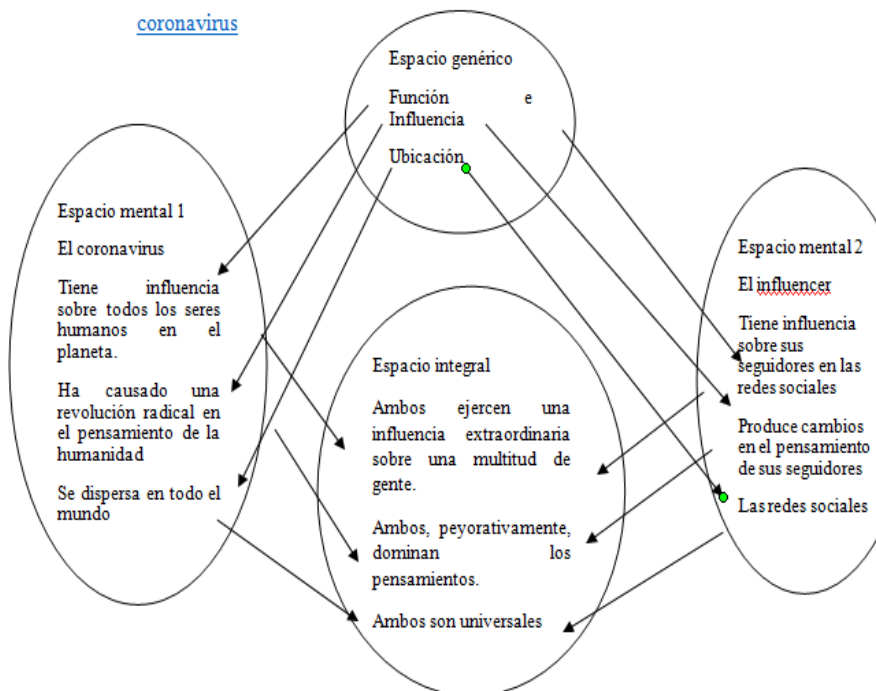 coronavirus
Espacio genérico
Función e
Influencia
Ubicación
Espacio mental 1
El coronavirus
Tiene influencia
sobre todos los seres
humanos en el
planeta.
Ha causado una
revolución radical en
el pensamiento de la
humanidad
Se dispersa en todo el
mundo
Espacio integral
Ambos ejercen una
influencia extraordinaria
sobre una multitud de
gente.
Ambos, peyorativamente,
dominan los
pensamientos.
Ambos son universales
Espacio mental 2
El influencer
Tiene influencia
sobre sus
seguidores en las
redes sociales
Produce cambios
en el pensamiento
de sus seguidores
Las redes sociales